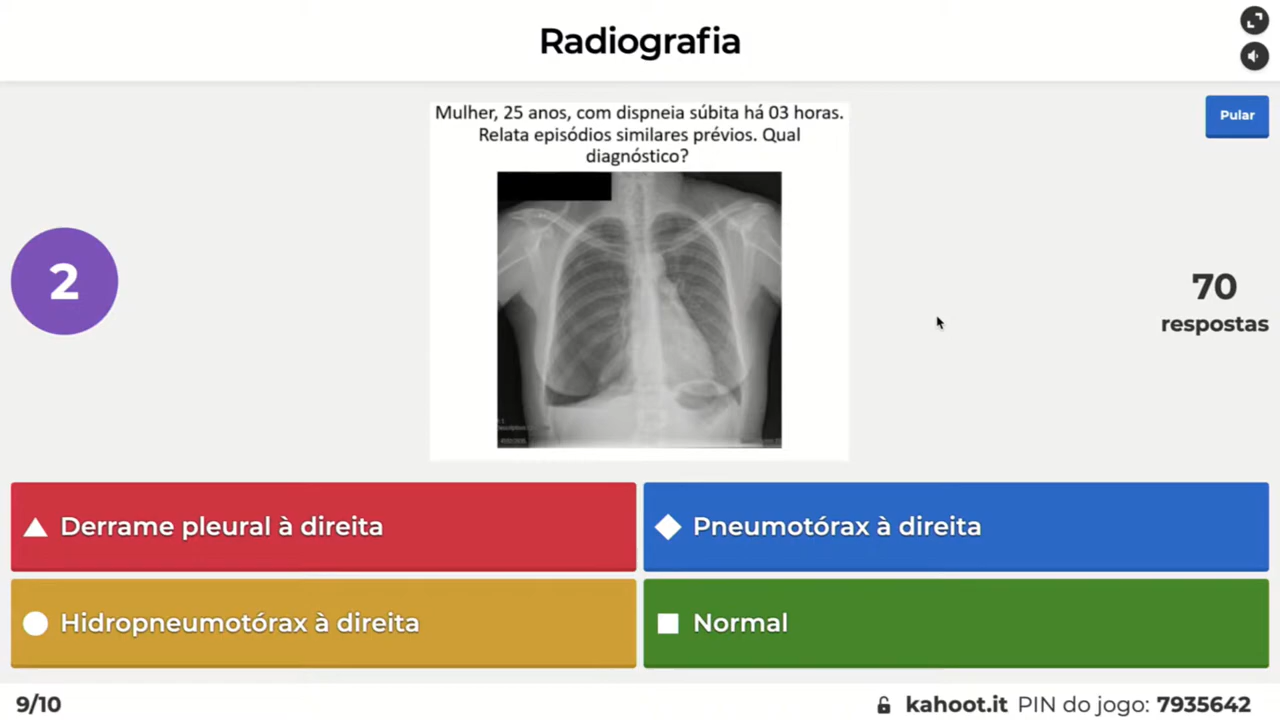 Radiografia
Pular
Mulher, 25 anos, com dispneia súbita há 03 horas.
Relata episódios similares prévios. Qual
diagnóstico?
2
70
respostas
Derrame pleural à direita
Pneumotórax à direita
Hidropneumotórax à direita
Normal
9/10
kahoot.it PIN do jogo: 7935642